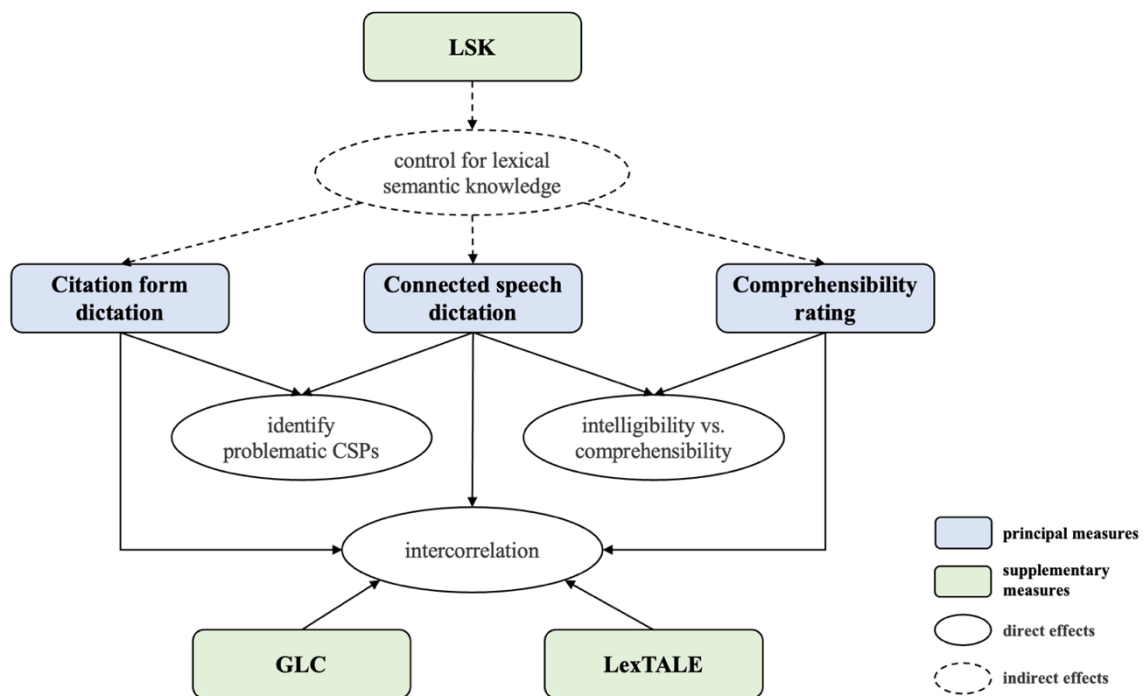 LSK
control for lexical
semantic knowledge
Citation form
dictation
Connected speech
dictation
Comprehensibility
rating
identify
problematic CSPs
intelligibility vs.
comprehensibility
intercorrelation
GLC
LexTALE
principal measures
supplementary
measures
direct effects
indirect effects